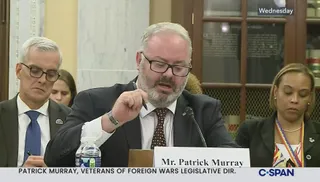 Wednesday
Mr. Patrick Murray
PATRICK MURRAY, VETERANS OF FOREIGN WARS LEGISLATIVE DIR.
C-SPAN